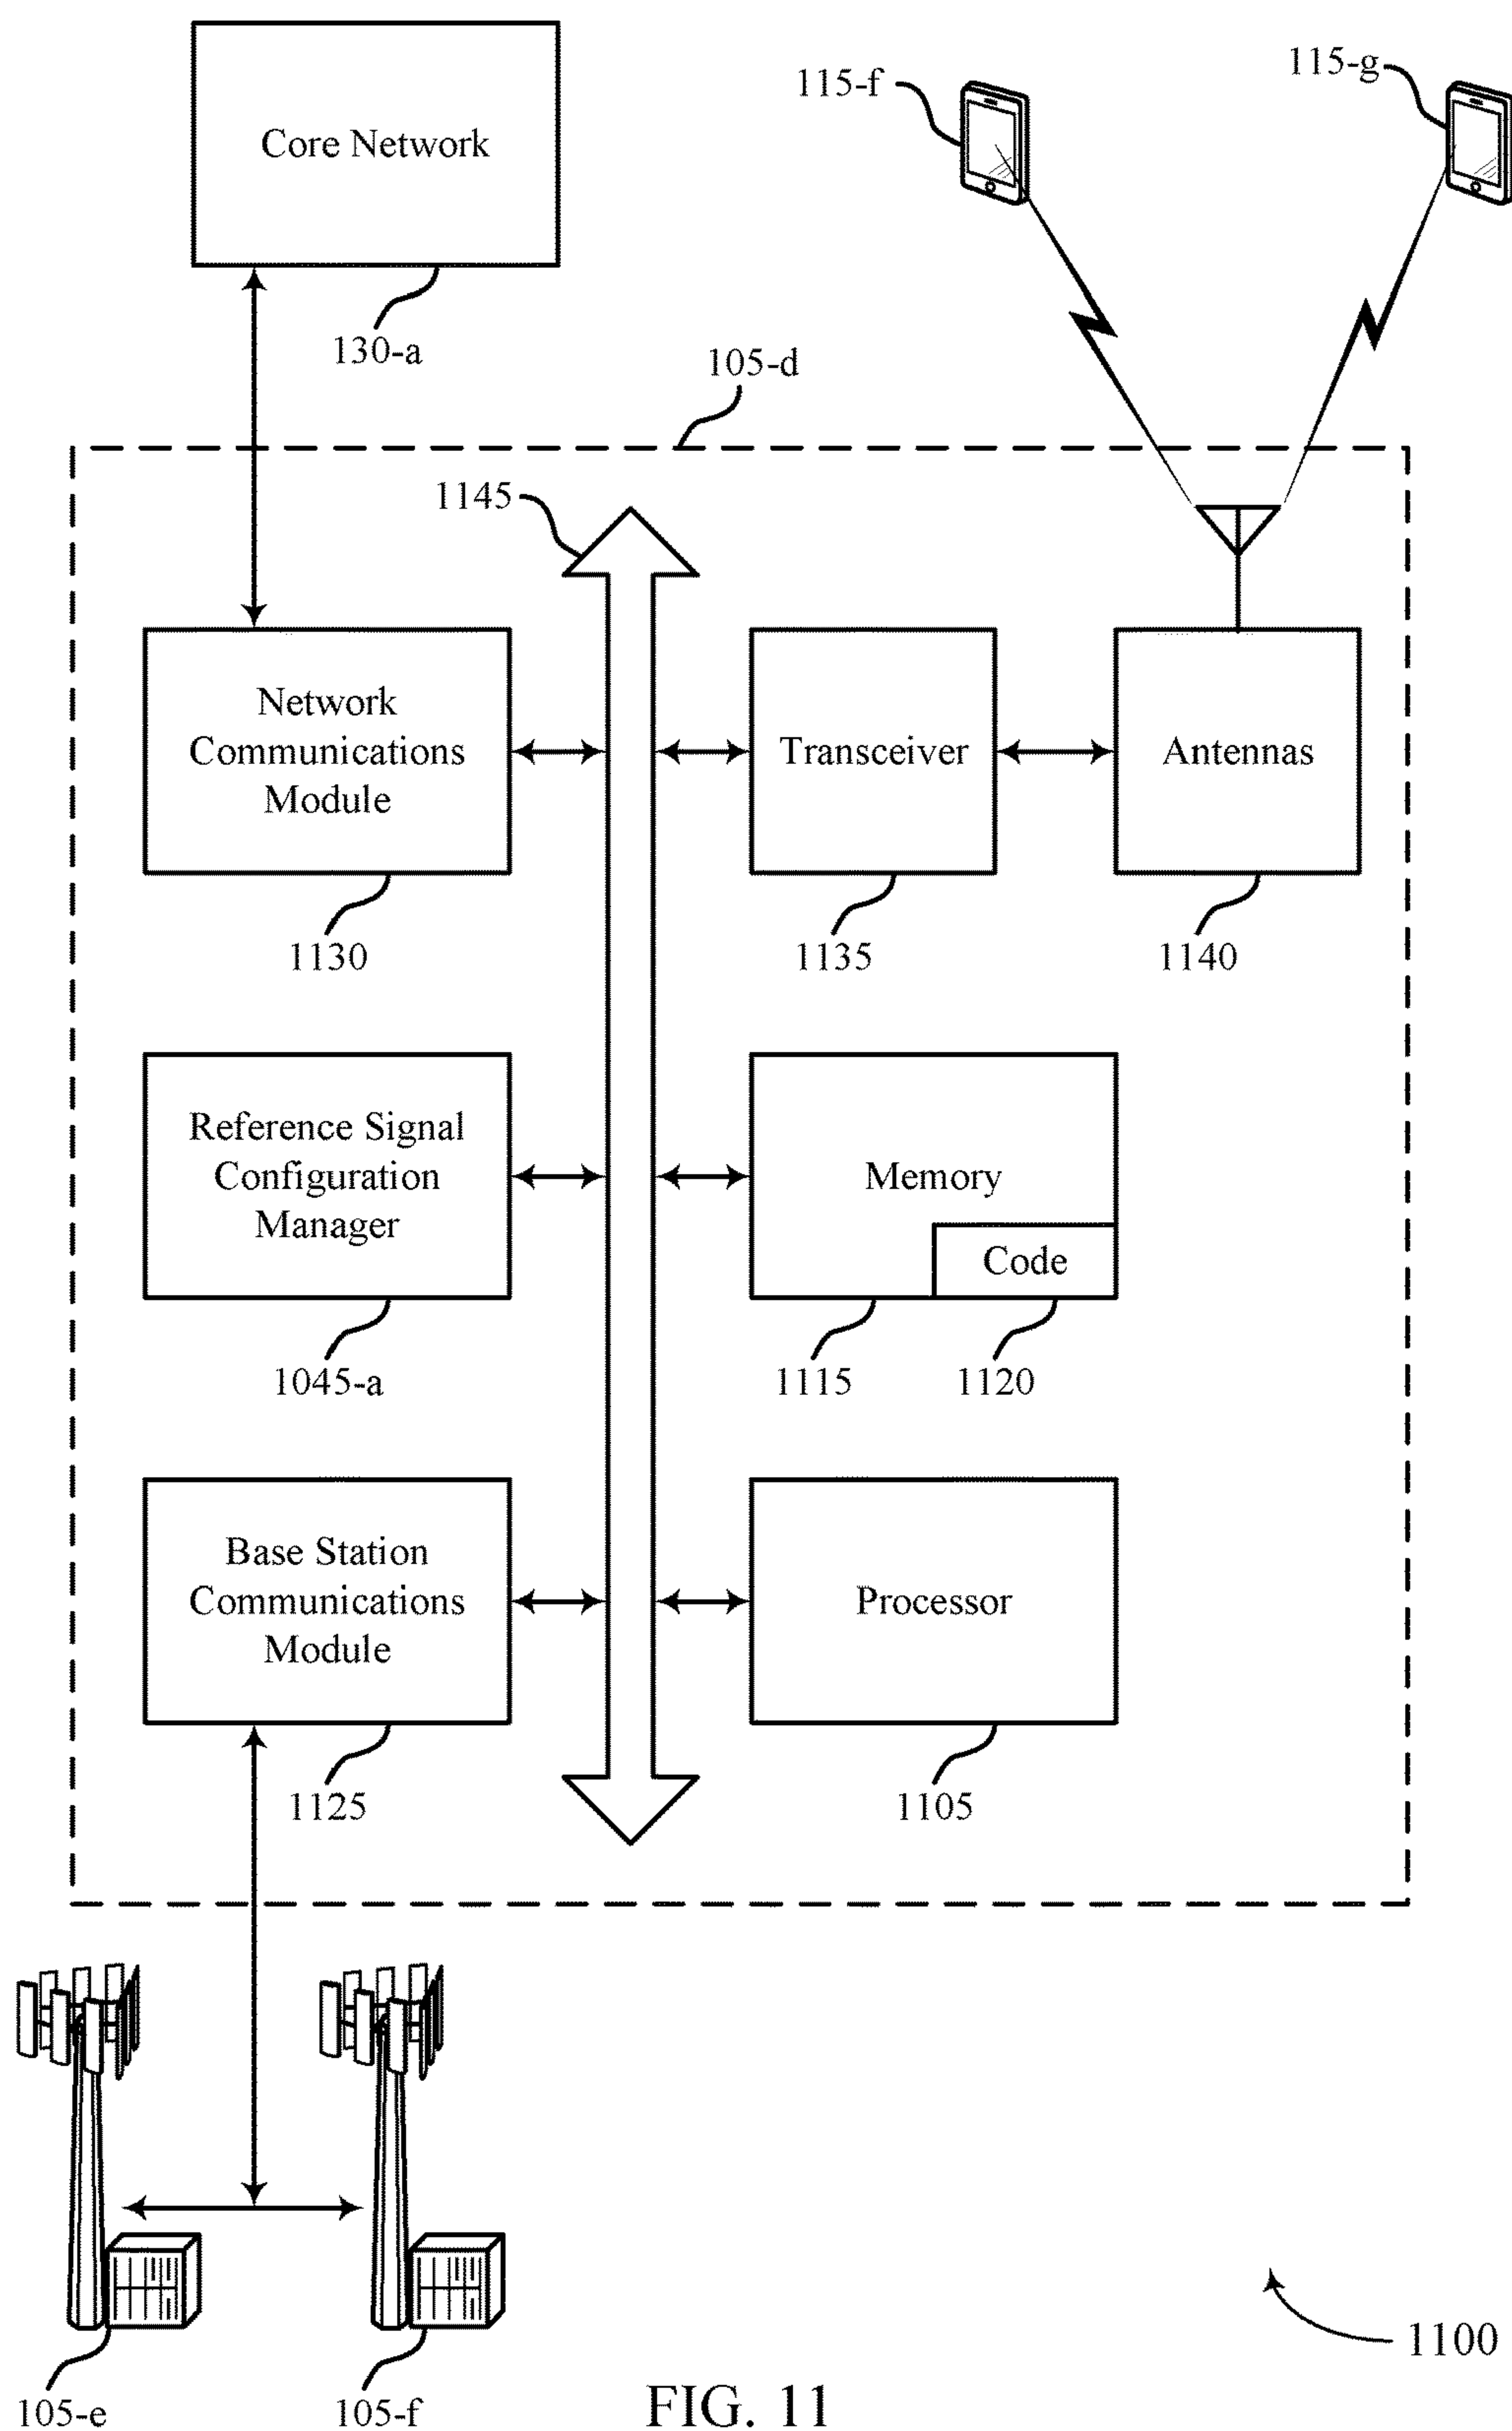 Core Network
115-f
115-g
130-a
105-d
1145
Network
Communications
Module
Transceiver
Antennas
1130
1135
1140
Reference Signal
Configuration
Manager
Memory
Code
1045-a
1115
1120
Base Station
Communications
Module
Processor
1125
1105
105-e
105-f
1100
FIG. 11